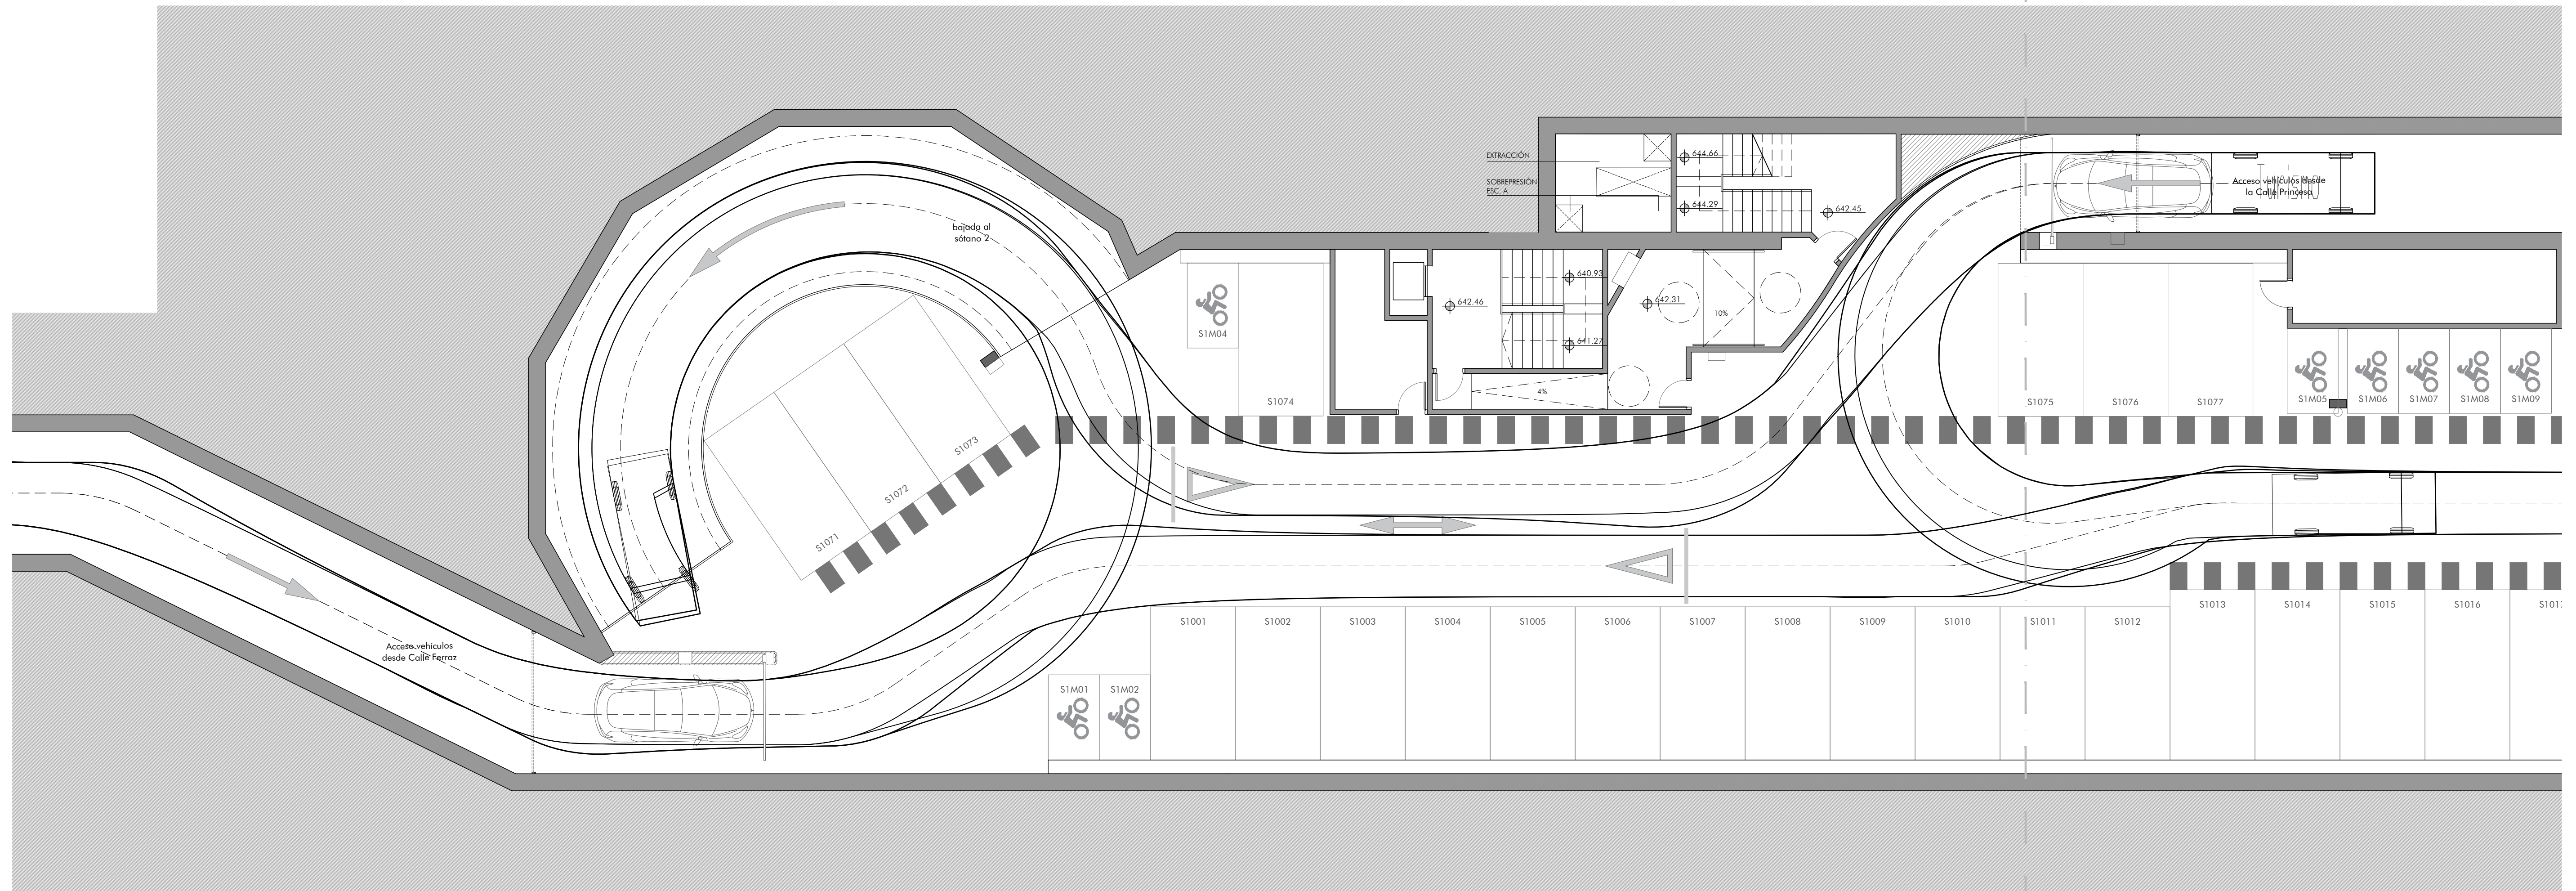 EXTRACCIÓN
SOBREPRESIÓN
ESC. A
644.66
644.29
642.45
Acceso vehículos desde
la Calle Princesa
TURISMO
bajada al
sótano 2
640.93
642.46
642.31
10%
641.27
4%
S1M04
S1074
S1075
S1076
S1077
S1M05
S1M06
S1M07
S1M08
S1M09
S1073
S1072
S1071
Acceso vehículos
desde Calle Ferraz
S1M01
S1M02
S1001
S1002
S1003
S1004
S1005
S1006
S1007
S1008
S1009
S1010
S1011
S1012
S1013
S1014
S1015
S1016